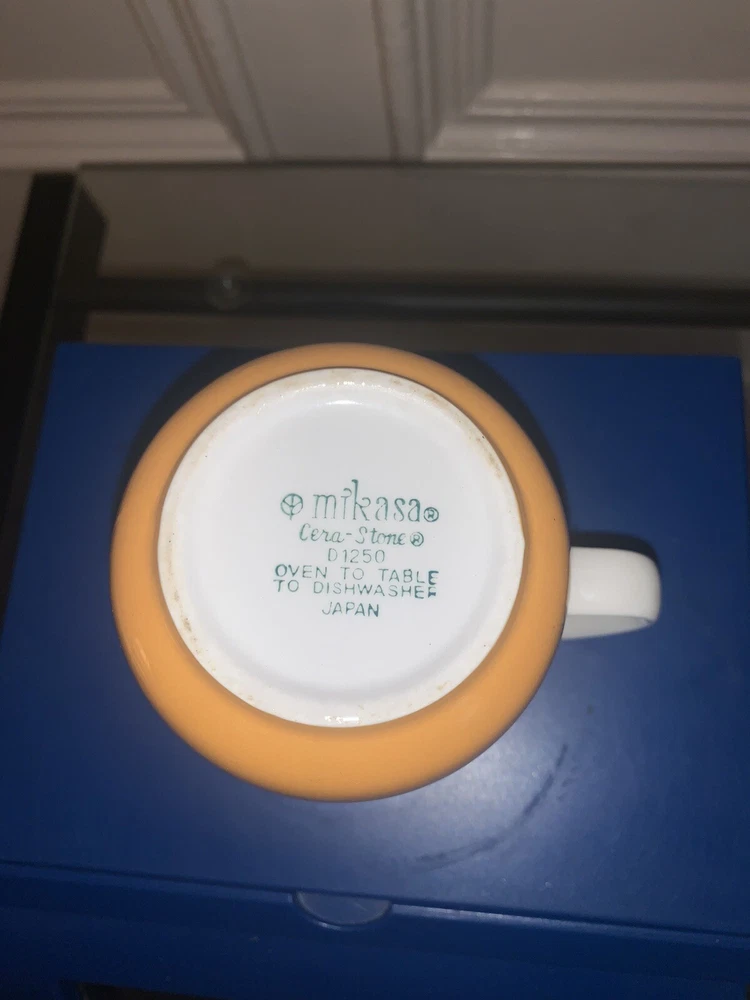 mikasa®
Cera-Stone®
D1250
OVEN TO TABLE
TO DISHWASHER
JAPAN